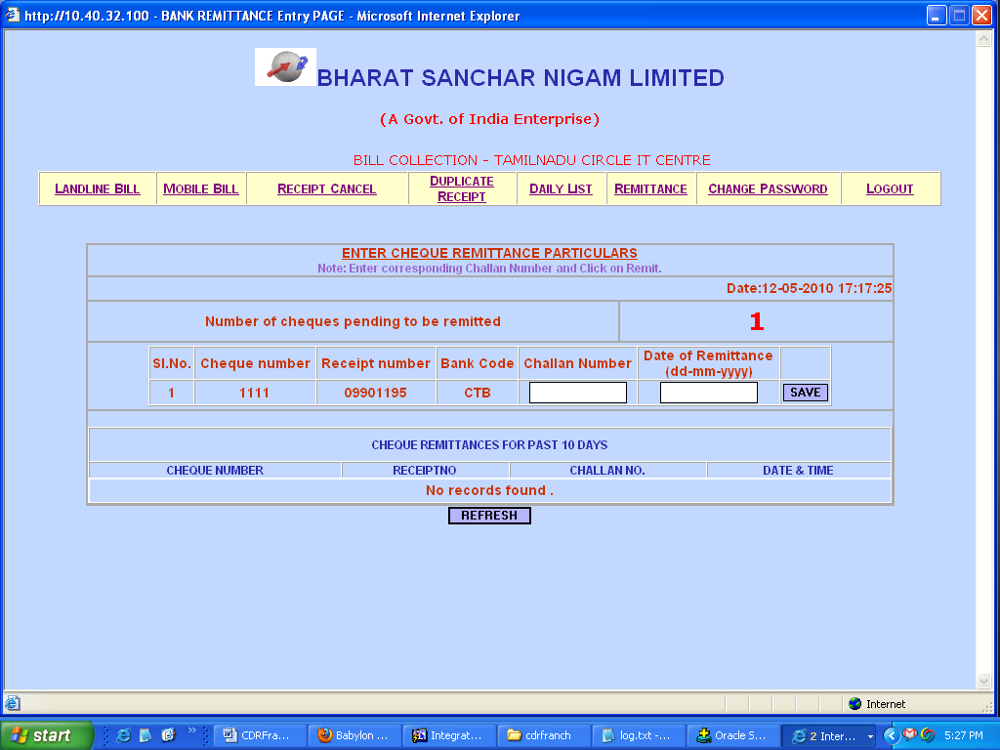 http://10.40.32.100 - BANK REMITTANCE Entry PAGE - Microsoft Internet Explorer
BHARAT SANCHAR NIGAM LIMITED
(A Govt. of India Enterprise)
BILL COLLECTION - TAMILNADU CIRCLE IT CENTRE
LANDLINE BILL MOBILE BILL RECEIPT CANCEL DUPLICATE RECEIPT DAILY LIST REMITTANCE CHANGE PASSWORD LOGOUT
ENTER CHEQUE REMITTANCE PARTICULARS
Note: Enter corresponding Challan Number and Click on Remit.
Date:12-05-2010 17:17:25
Number of cheques pending to be remitted 1
Sl.No. Cheque number Receipt number Bank Code Challan Number Date of Remittance (dd-mm-yyyy)
1 1111 09901195 CTB SAVE
CHEQUE REMITTANCES FOR PAST 10 DAYS
CHEQUE NUMBER RECEIPTNO CHALLAN NO. DATE & TIME
No records found .
REFRESH
Internet
start CDRFra... Babylon ... Integrat... cdrfranch log.txt -... Oracle S... 2 Inter... 5:27 PM